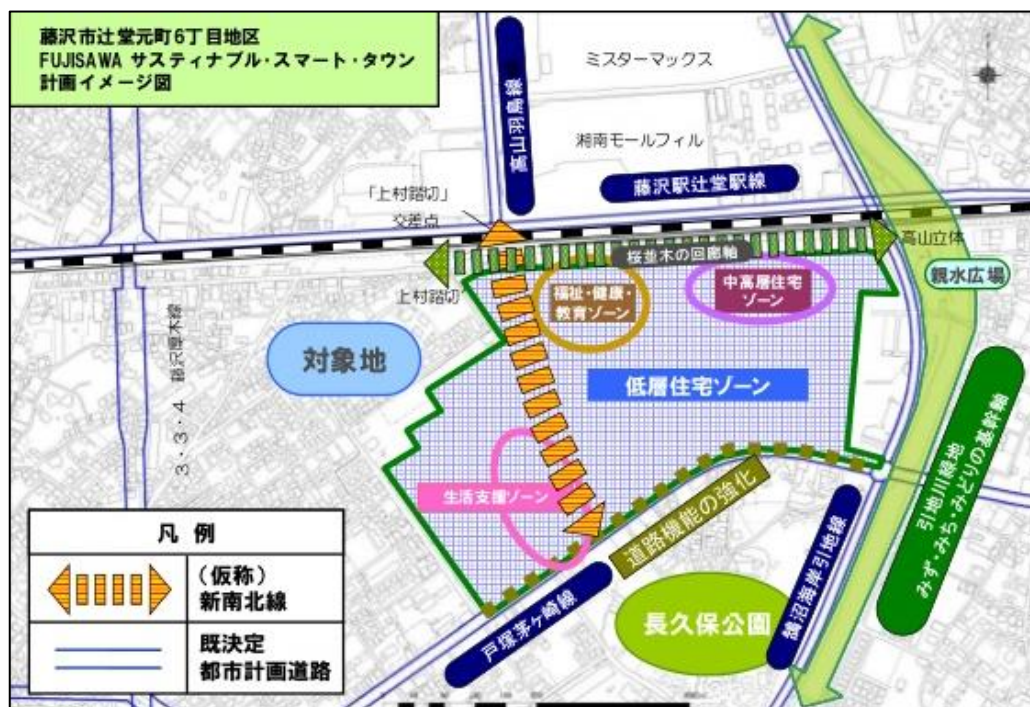 藤沢市辻堂元町6丁目地区
FUJISAWA サスティナブル・スマート・タウン
計画イメージ図
高山羽鳥線
ミスターマックス
湘南モールフィル
藤沢駅辻堂駅線
「上村踏切」
交差点
上村踏切
桜並木の回廊軸
高山立体
親水広場
福祉・健康・
教育ゾーン
中高層住宅
ゾーン
対象地
低層住宅ゾーン
3・3・4 藤沢厚木線
生活支援ゾーン
道路機能の強化
引地川緑地
みず・みち・みどりの基幹軸
長久保公園
鵠沼海岸引地線
戸塚茅ヶ崎線
凡例
(仮称)
新南北線
既決定
都市計画道路